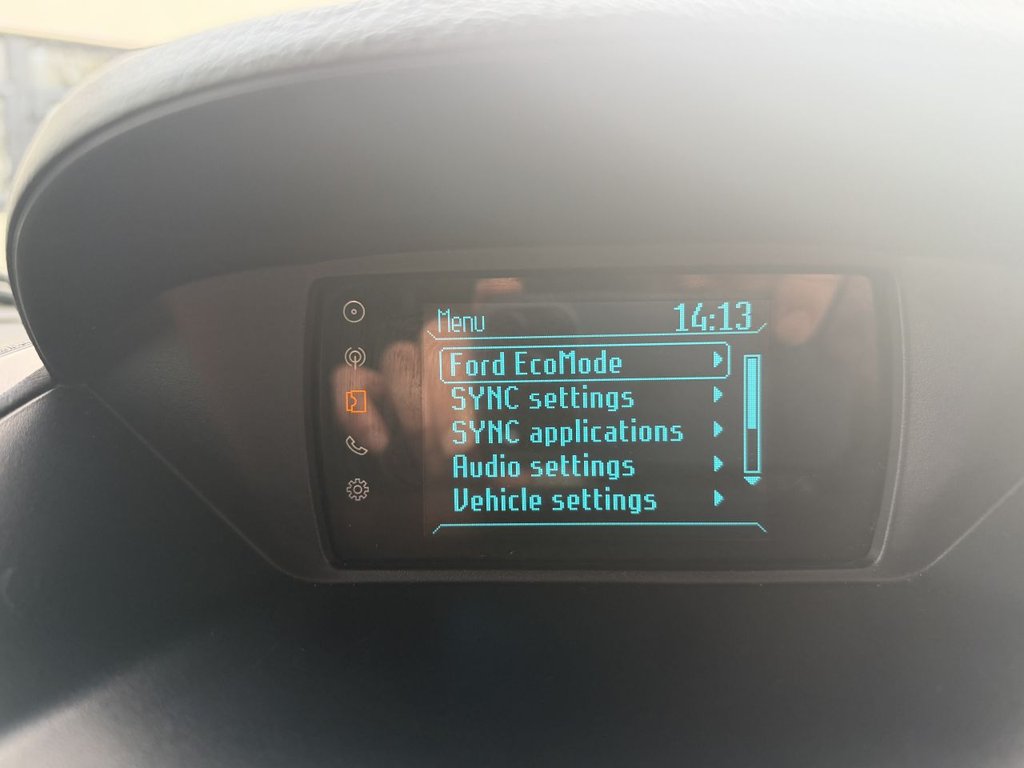 Menu 14:13
Ford EcoMode
SYNC settings
SYNC applications
Audio settings
Vehicle settings